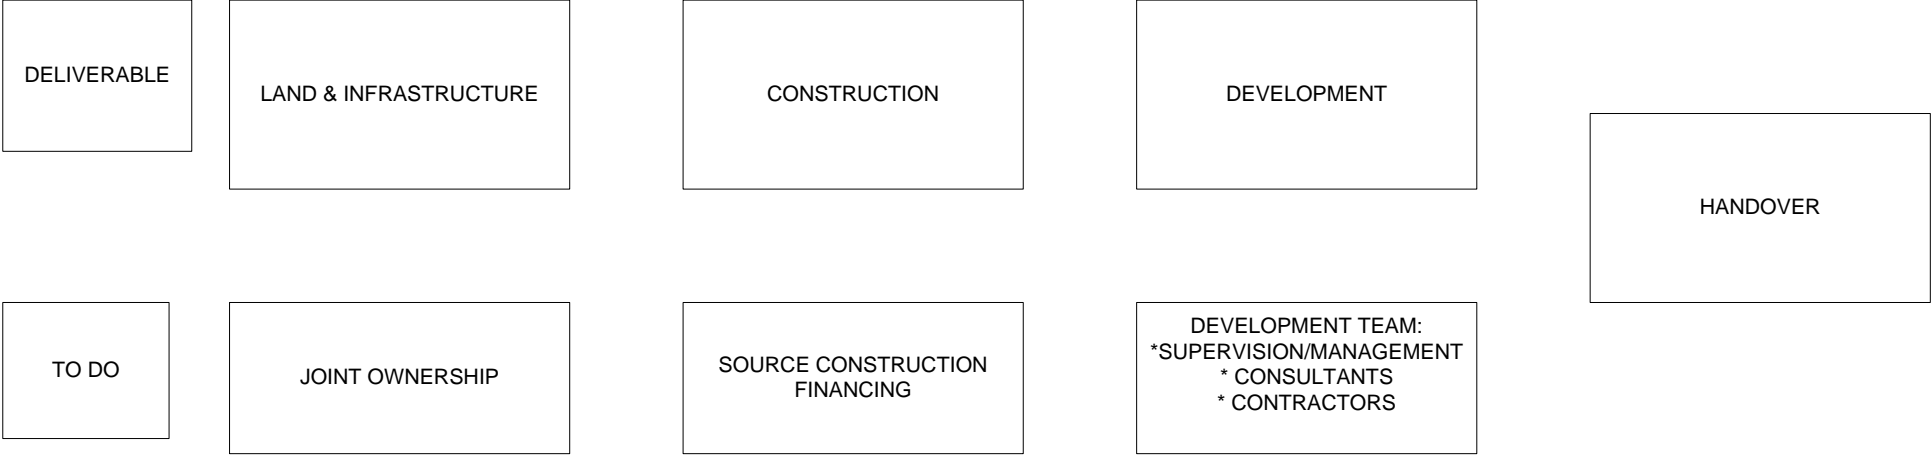 DELIVERABLE
LAND & INFRASTRUCTURE
CONSTRUCTION
DEVELOPMENT
HANDOVER
TO DO
JOINT OWNERSHIP
SOURCE CONSTRUCTION
FINANCING
DEVELOPMENT TEAM:
*SUPERVISION/MANAGEMENT
* CONSULTANTS
* CONTRACTORS